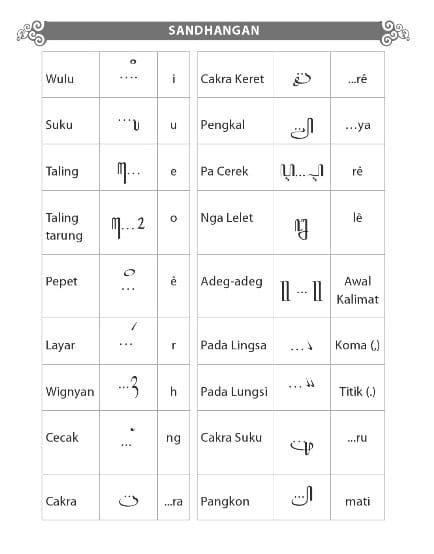 SANDHANGAN
Wulu ...ꦶ i
Suku ...ꦸ u
Taling ꦺ... e
Taling
tarung ꦺ...ꦴ o
Pepet ...ꦼ ê
Layar ...ꦂ r
Wignyan ...ꦃ h
Cecak ...ꦁ ng
Cakra ...ꦿ ...ra
Cakra Keret ...ꦽ ...rê
Pengkal ...ꦾ ...ya
Pa Cerek ꦉ...꧀ꦉ rê
Nga Lelet ꦊ lê
Adeg-adeg ꧋ ... ꧋ Awal
Kalimat
Pada Lingsa ...꧈ Koma (,)
Pada Lungsi ...꧉ Titik (.)
Cakra Suku ...ꦿꦸ ...ru
Pangkon ...꧀ mati